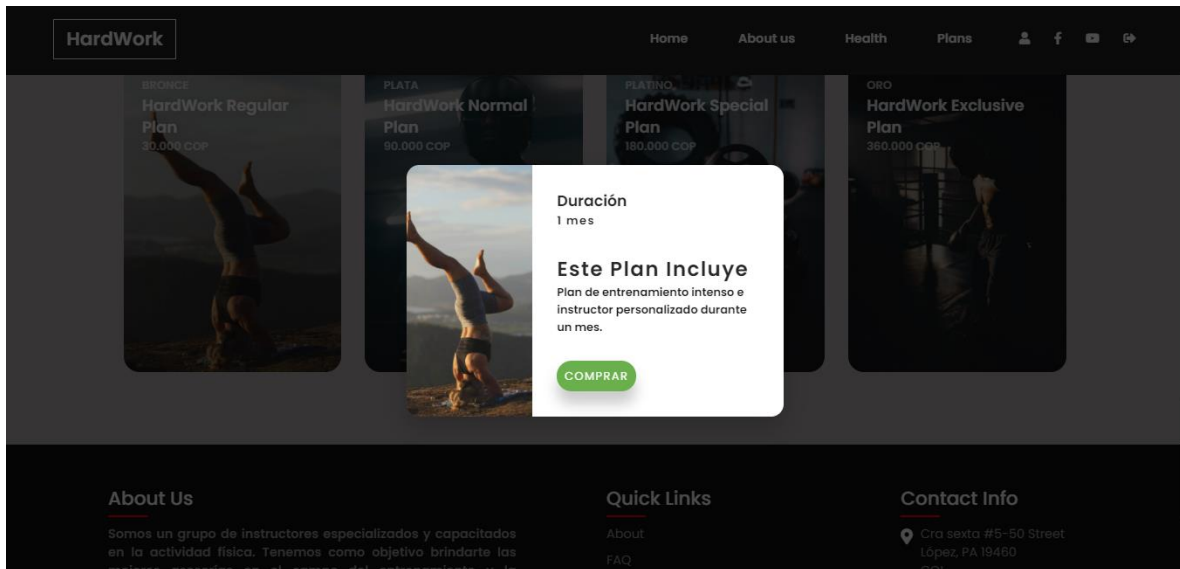 HardWork
Home About us Health Plans
BRONCE
HardWork Regular
Plan
30.000 COP
PLATA
HardWork Normal
Plan
90.000 COP
PLATINO
HardWork Special
Plan
180.000 COP
ORO
HardWork Exclusive
Plan
360.000 COP
Duración
1 mes
Este Plan Incluye
Plan de entrenamiento intenso e
instructor personalizado durante
un mes.
COMPRAR
About Us
Somos un grupo de instructores especializados y capacitados
en la actividad física. Tenemos como objetivo brindarte las
Quick Links
About
FAQ
Contact Info
Cra sexta #5-50 Street
López, PA 19460